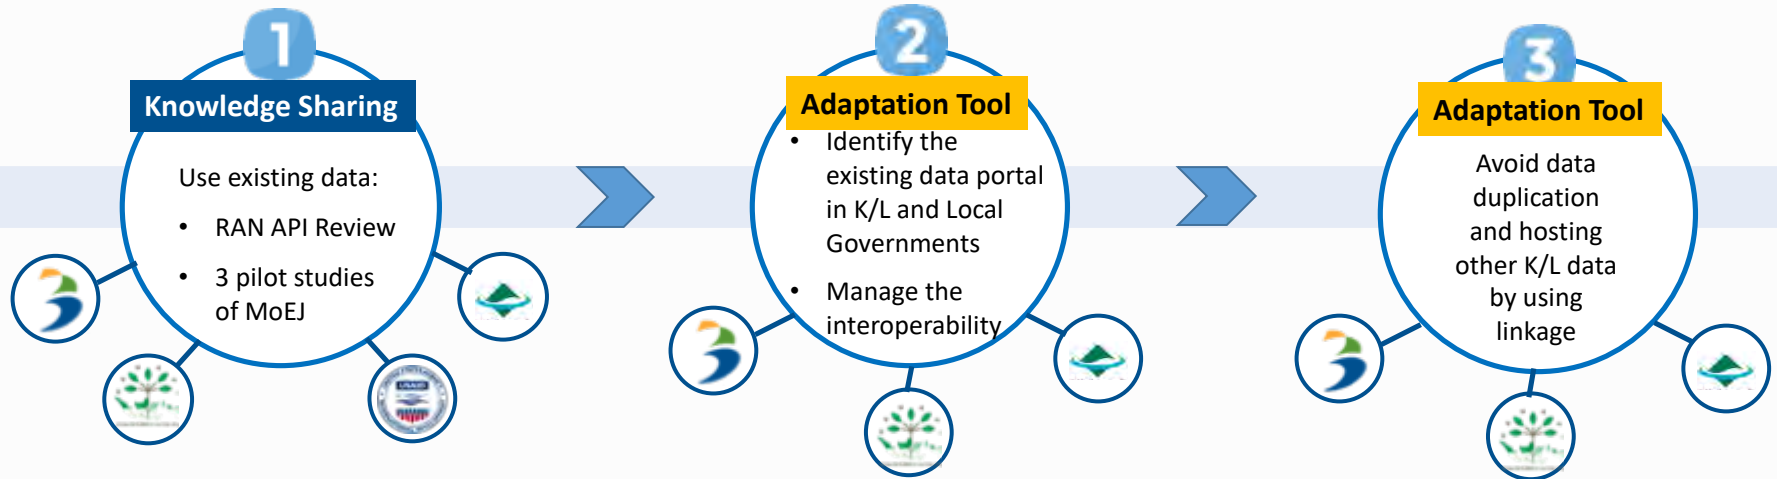 1
Knowledge Sharing
Use existing data:
• RAN API Review
• 3 pilot studies
of MoEJ
USAID
2
Adaptation Tool
• Identify the
existing data portal
in K/L and Local
Governments
• Manage the
interoperability
3
Adaptation Tool
Avoid data
duplication
and hosting
other K/L data
by using
linkage